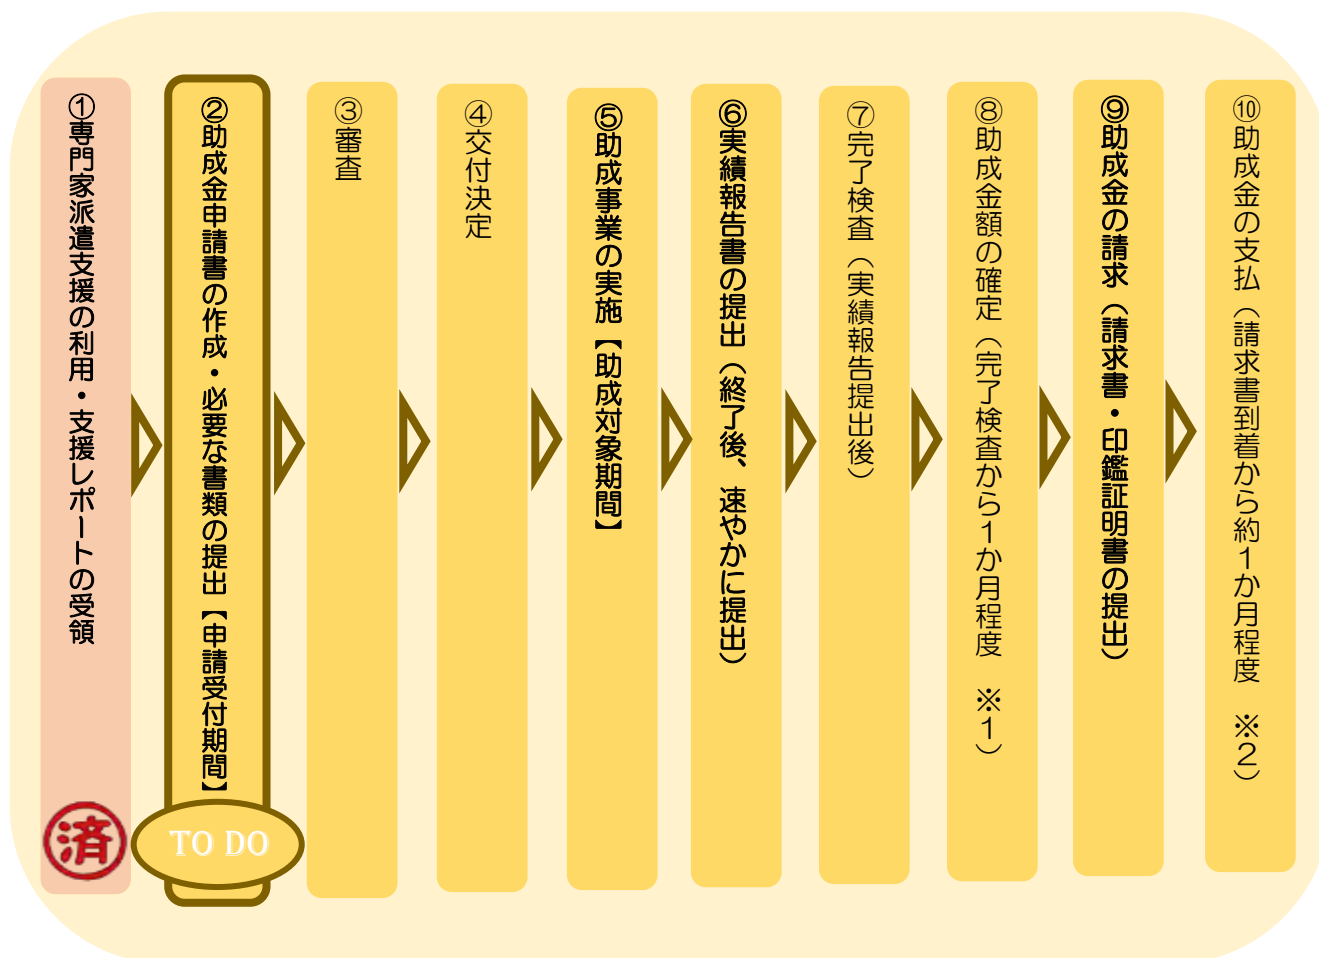 ①専門家派遣支援の利用・支援レポートの受領
済
②助成金申請書の作成・必要な書類の提出【申請受付期間】
TO DO
③審査
④交付決定
⑤助成事業の実施【助成対象期間】
⑥実績報告書の提出（終了後、速やかに提出）
⑦完了検査（実績報告提出後）
⑧助成金額の確定（完了検査から１か月程度　※１）
⑨助成金の請求（請求書・印鑑証明書の提出）
⑩助成金の支払（請求書到着から約１か月程度　※２）